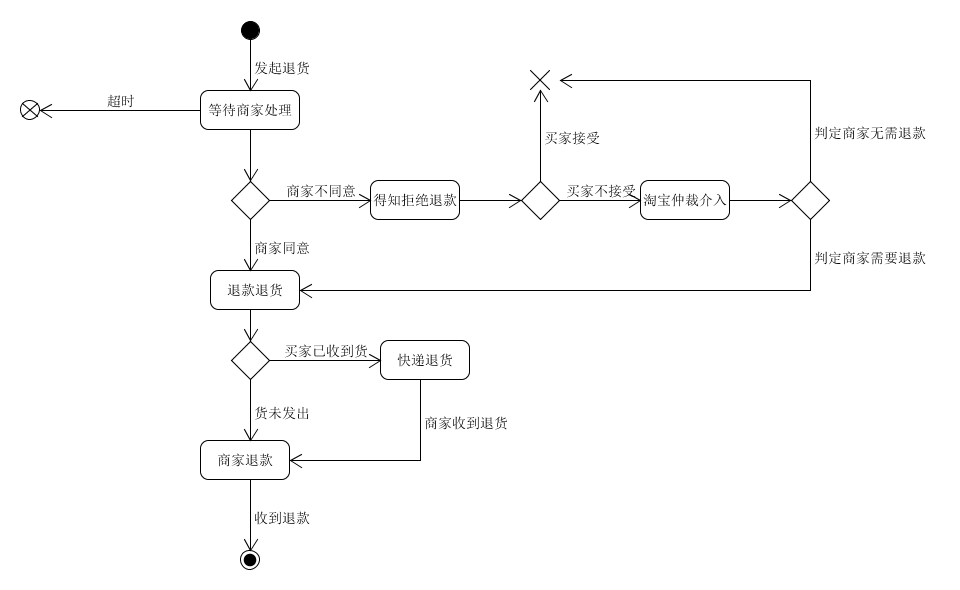 发起退货
超时
等待商家处理
买家接受
判定商家无需退款
商家不同意
得知拒绝退款
买家不接受
淘宝仲裁介入
商家同意
判定商家需要退款
退款退货
买家已收到货
快递退货
货未发出
商家收到退货
商家退款
收到退款